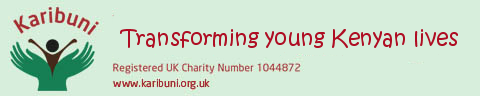 Karibuni
Transforming young Kenyan lives
Registered UK Charity Number 1044872
www.karibuni.org.uk